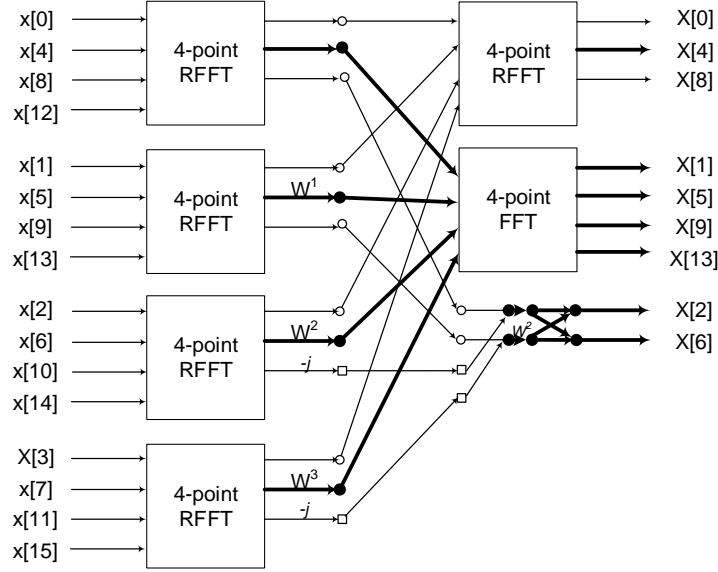 x[0]
x[4]
x[8]
x[12]
4-point
RFFT
4-point
RFFT
X[0]
X[4]
X[8]
x[1]
x[5]
x[9]
x[13]
4-point
RFFT
W¹
4-point
FFT
X[1]
X[5]
X[9]
X[13]
x[2]
x[6]
x[10]
x[14]
4-point
RFFT
W²
-j
W²
X[2]
X[6]
X[3]
x[7]
x[11]
x[15]
4-point
RFFT
W³
-j